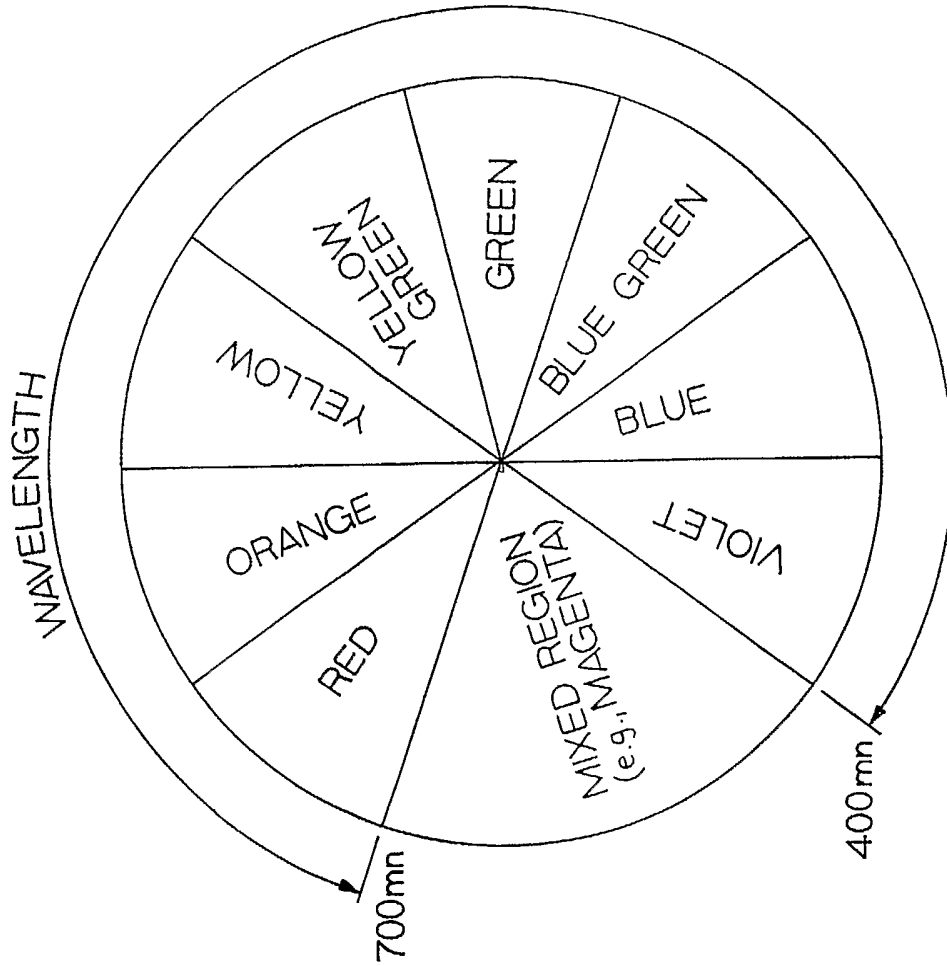 WAVELENGTH
YELLOW
YELLOW
GREEN
GREEN
BLUE GREEN
BLUE
VIOLET
MIXED REGION
(e.g., MAGENTA)
RED
ORANGE
700mn
400mn